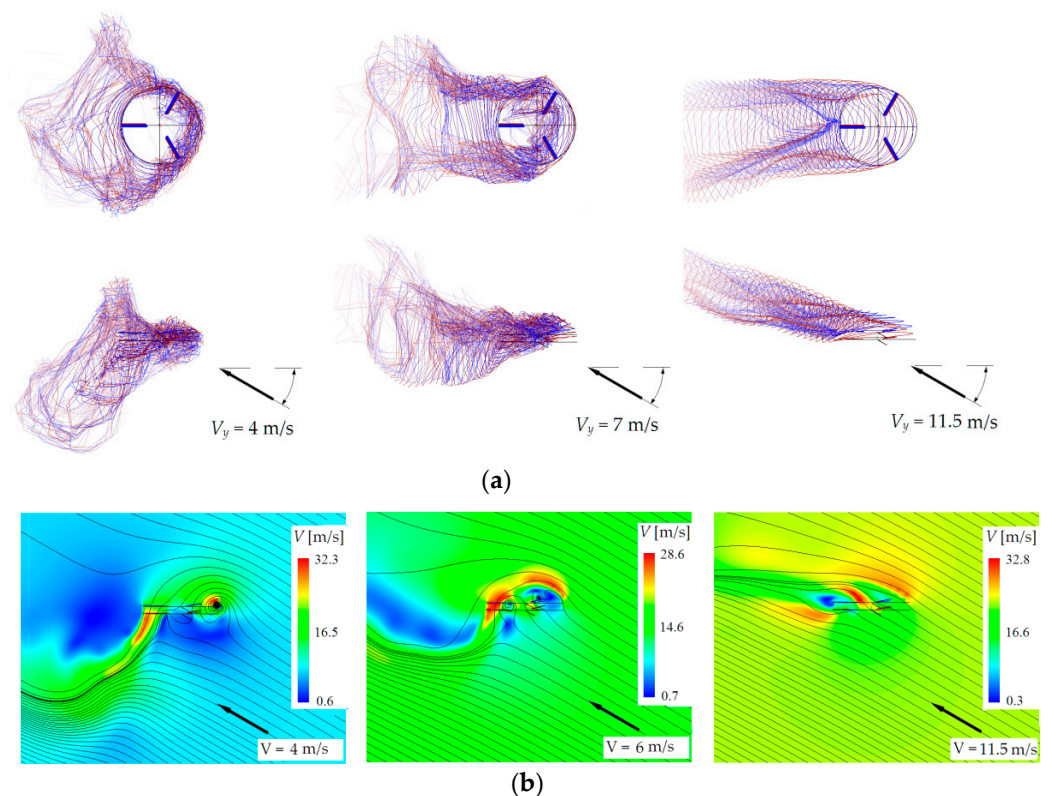 V_y = 4 m/s
V_y = 7 m/s
V_y = 11.5 m/s
(a)
V [m/s]
32.3
16.5
0.6
V = 4 m/s
V [m/s]
28.6
14.6
0.7
V = 6 m/s
V [m/s]
32.8
16.6
0.3
V = 11.5 m/s
(b)